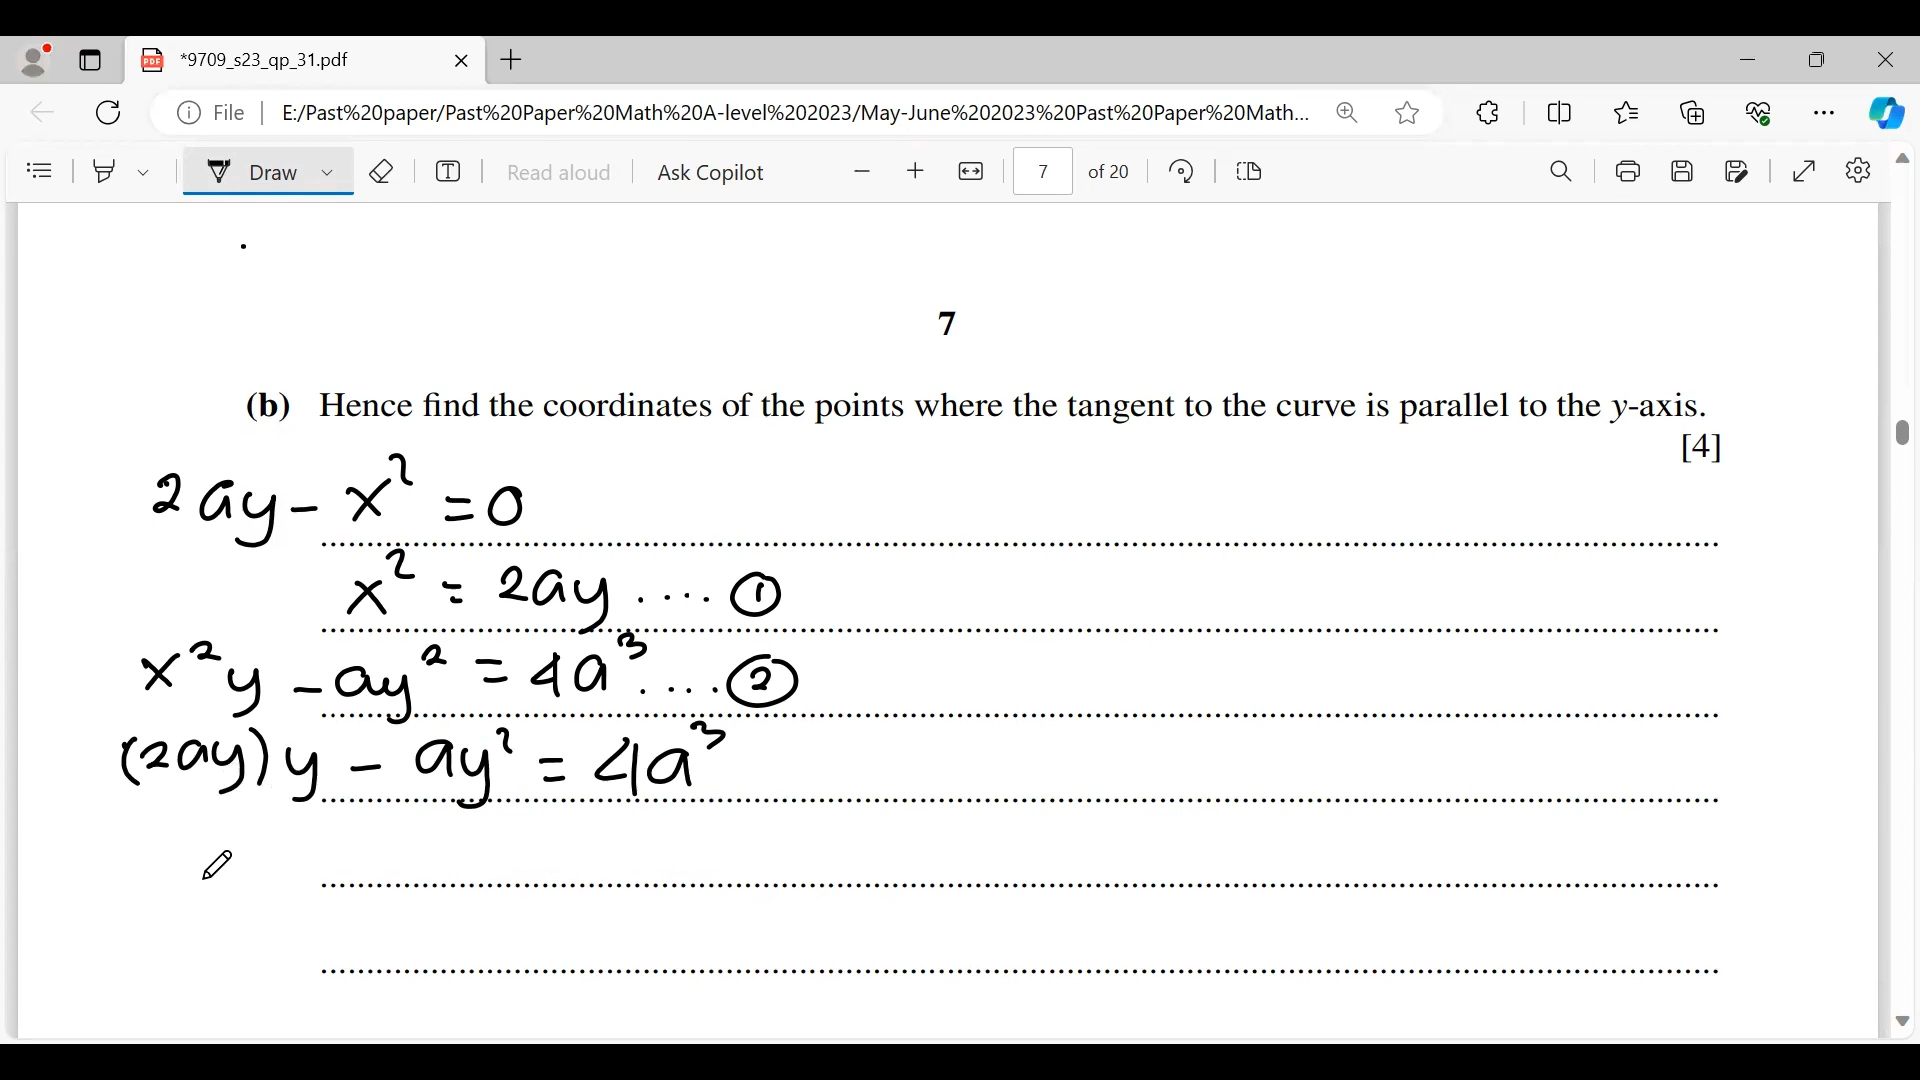 *9709_s23_qp_31.pdf
File
E:/Past%20paper/Past%20Paper%20Math%20A-level%202023/May-June%202023%20Past%20Paper%20Math...
Draw
Read aloud
Ask Copilot
7
of 20
7
(b) Hence find the coordinates of the points where the tangent to the curve is parallel to the y-axis.
[4]
2ay - x² = 0
x² = 2ay .... ①
x²y - ay² = 4a³ .... ②
(2ay)y - ay² = 4a³